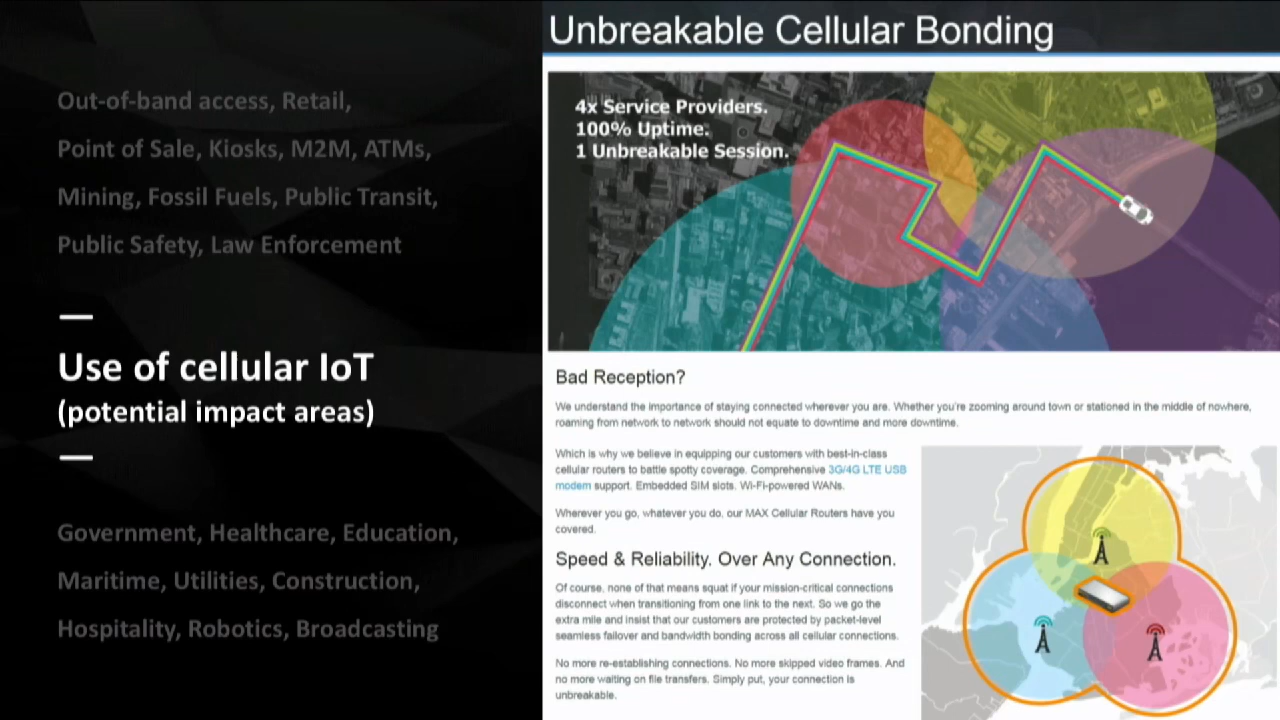 Out-of-band access, Retail,
Point of Sale, Kiosks, M2M, ATMs,
Mining, Fossil Fuels, Public Transit,
Public Safety, Law Enforcement
Use of cellular IoT
(potential impact areas)
Government, Healthcare, Education,
Maritime, Utilities, Construction,
Hospitality, Robotics, Broadcasting
Unbreakable Cellular Bonding
4x Service Providers.
100% Uptime.
1 Unbreakable Session.
Bad Reception?
We understand the importance of staying connected wherever you are. Whether you're zooming around town or stationed in the middle of nowhere,
roaming from network to network should not equate to downtime and more downtime.
Which is why we believe in equipping our customers with best-in-class
cellular routers to battle spotty coverage. Comprehensive 3G/4G LTE USB
modem support. Embedded SIM slots. Wi-Fi-powered WANs.
Wherever you go, whatever you do, our MAX Cellular Routers have you
covered.
Speed & Reliability. Over Any Connection.
Of course, none of that means squat if your mission-critical connections
disconnect when transitioning from one link to the next. So we go the
extra mile and insist that our customers are protected by packet-level
seamless failover and bandwidth bonding across all cellular connections.
No more re-establishing connections. No more skipped video frames. And
no more waiting on file transfers. Simply put, your connection is
unbreakable.